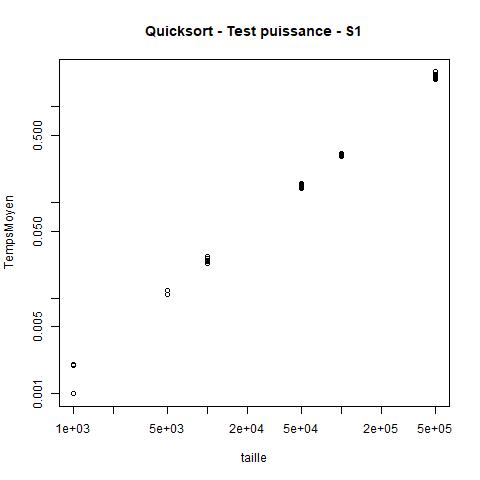 Quicksort - Test puissance - S1
TempsMoyen
0.500
0.050
0.005
0.001
1e+03 5e+03 2e+04 5e+04 2e+05 5e+05
taille